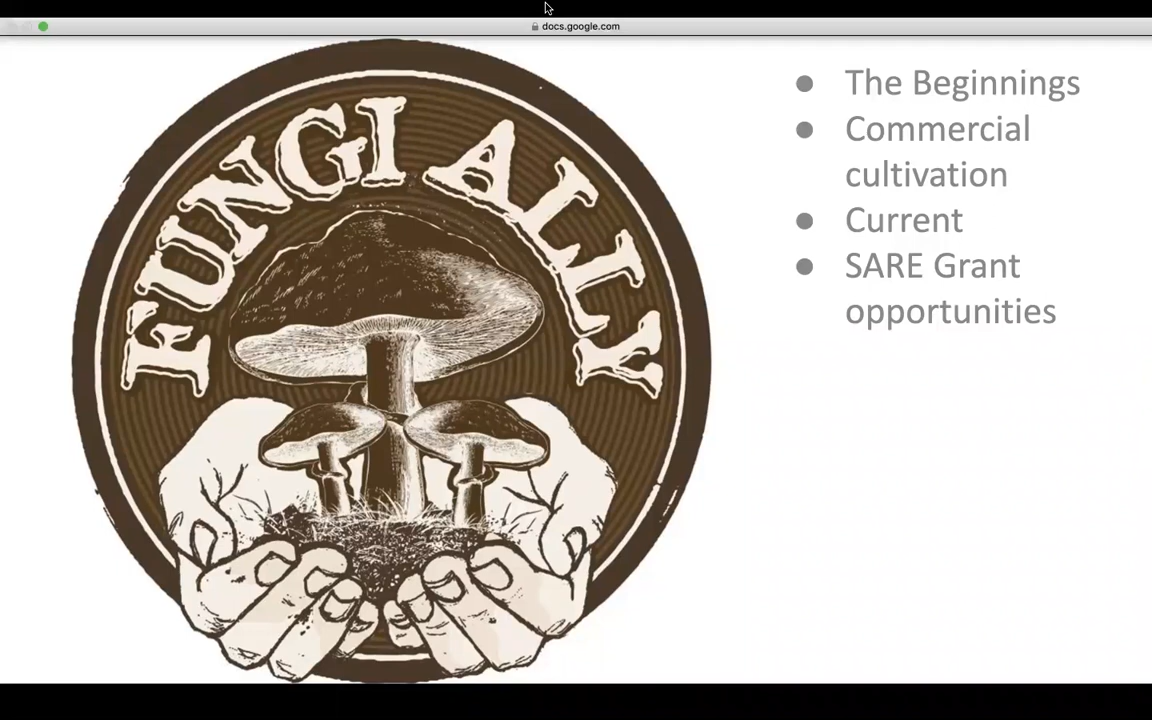 docs.google.com
FUNGI ALLY
● The Beginnings
● Commercial
cultivation
● Current
● SARE Grant
opportunities